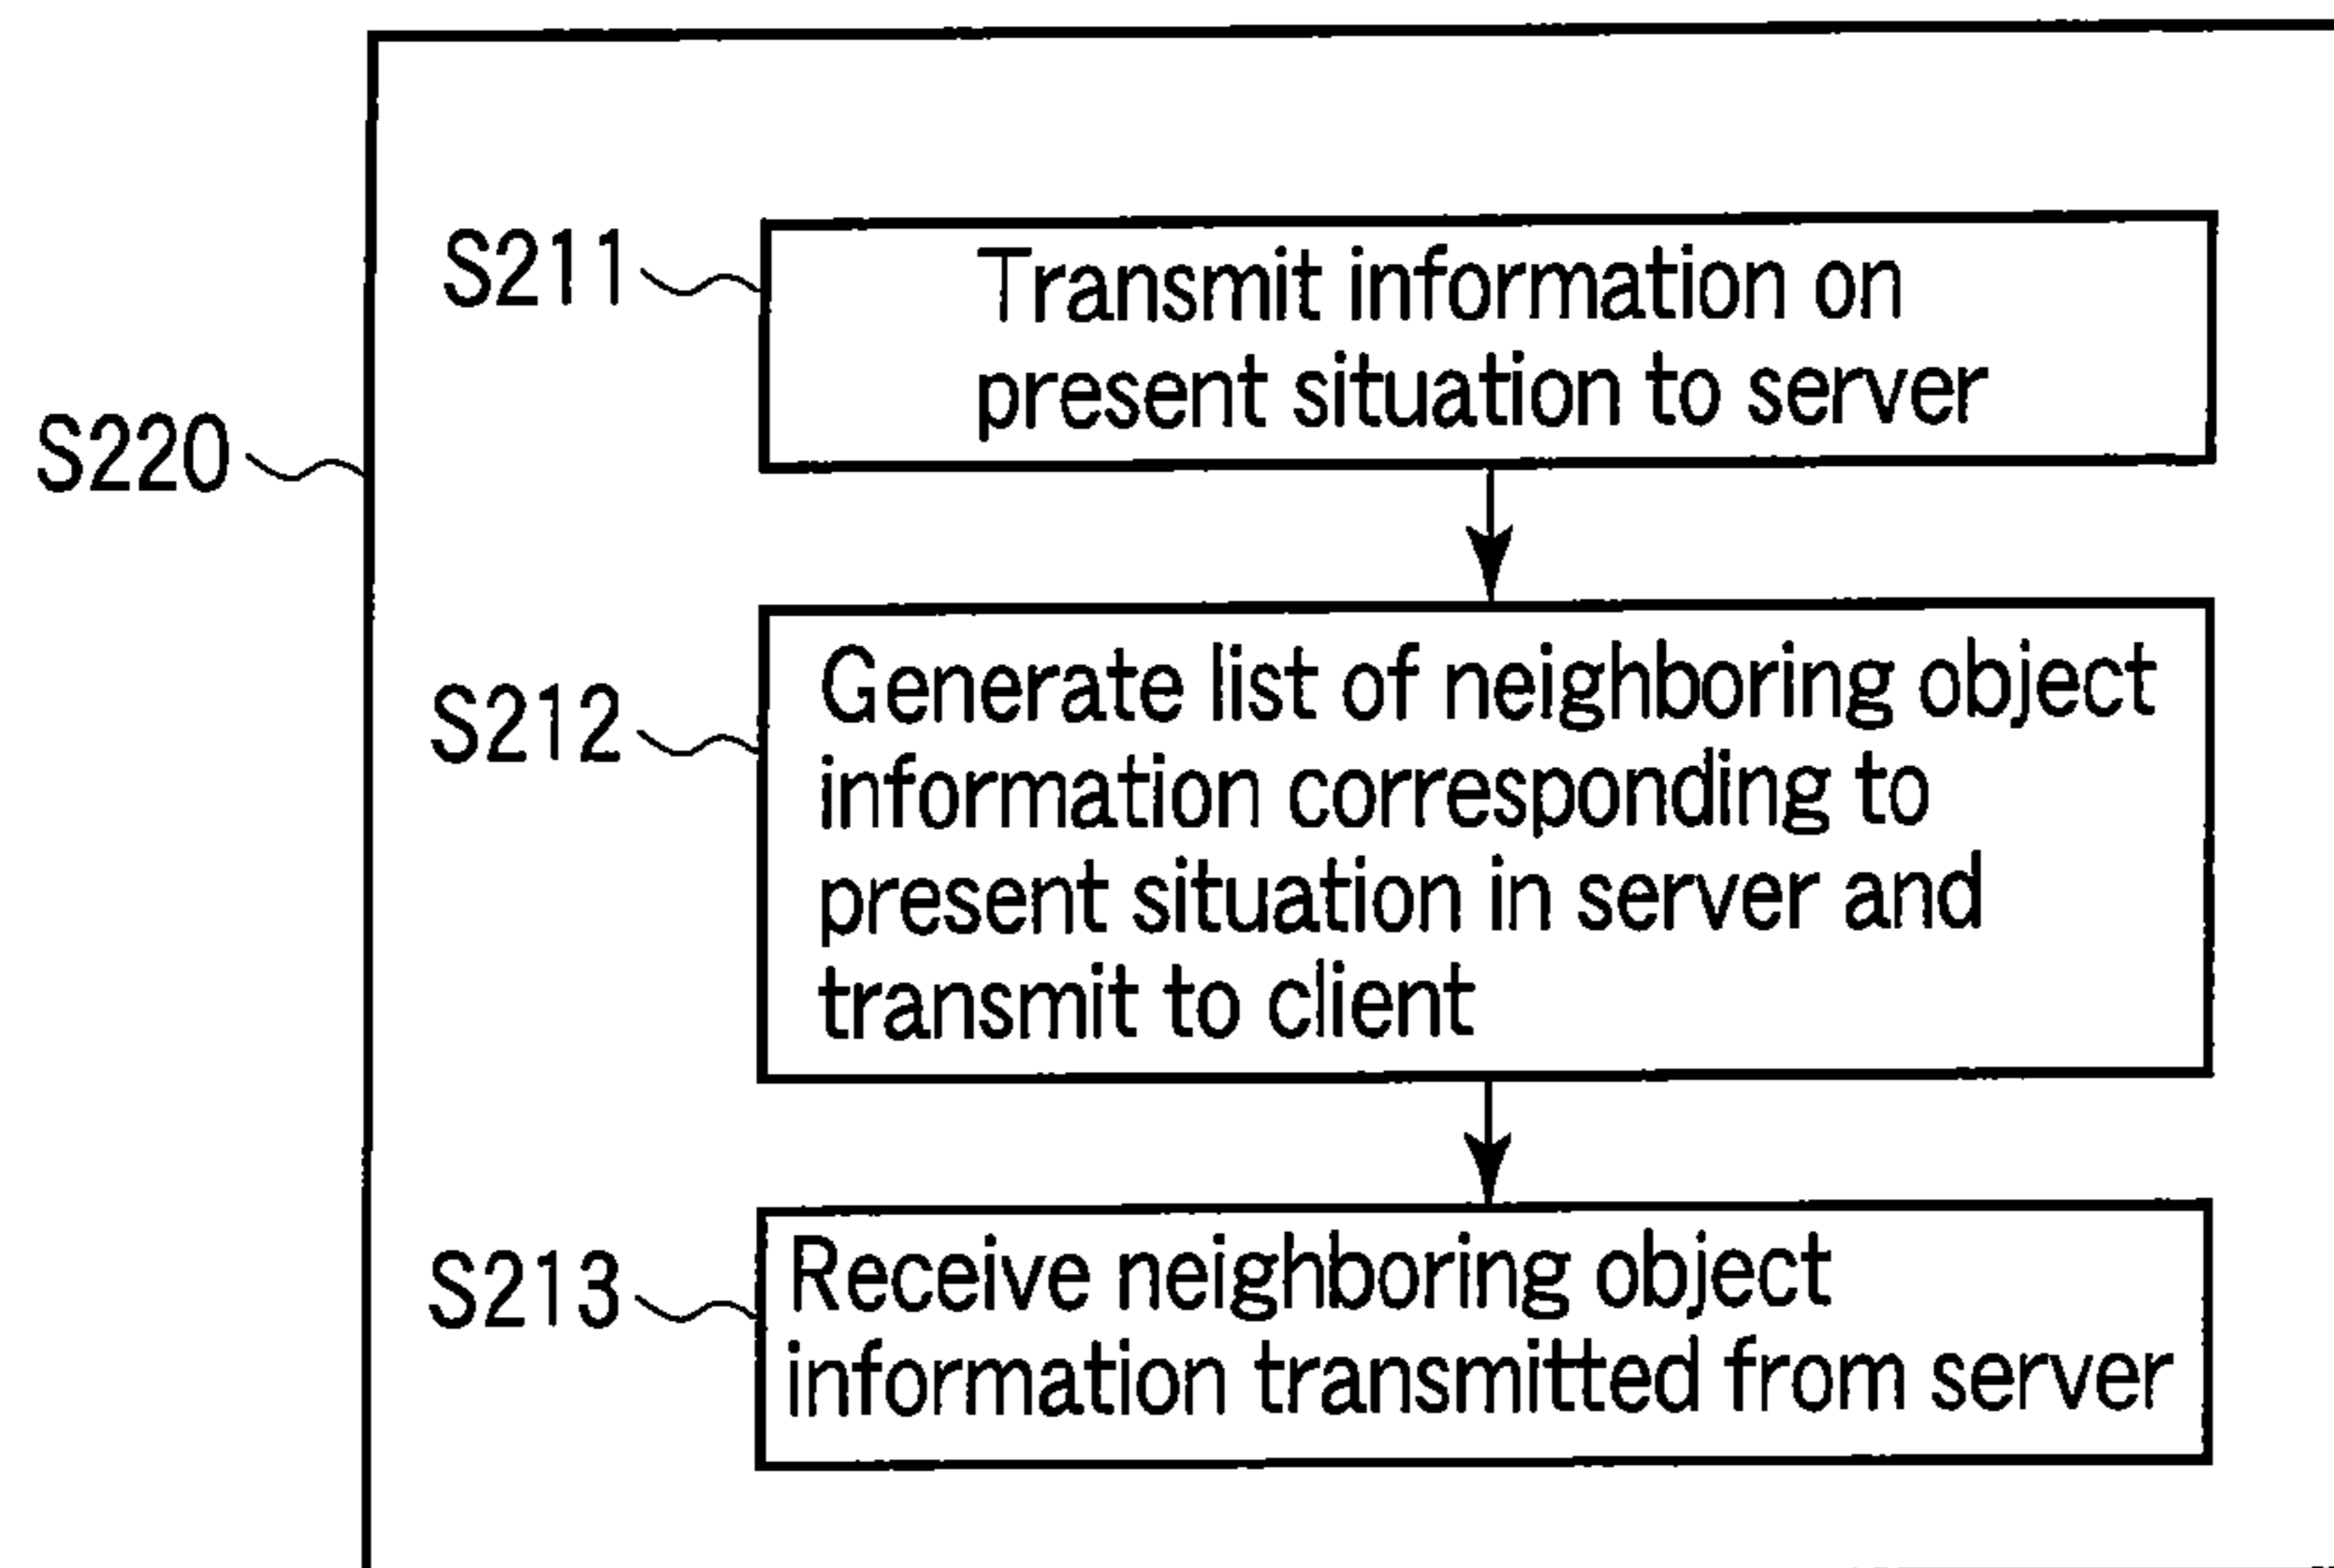 S211
Transmit information on
present situation to server
S220
S212
Generate list of neighboring object
information corresponding to
present situation in server and
transmit to client
S213
Receive neighboring object
information transmitted from server